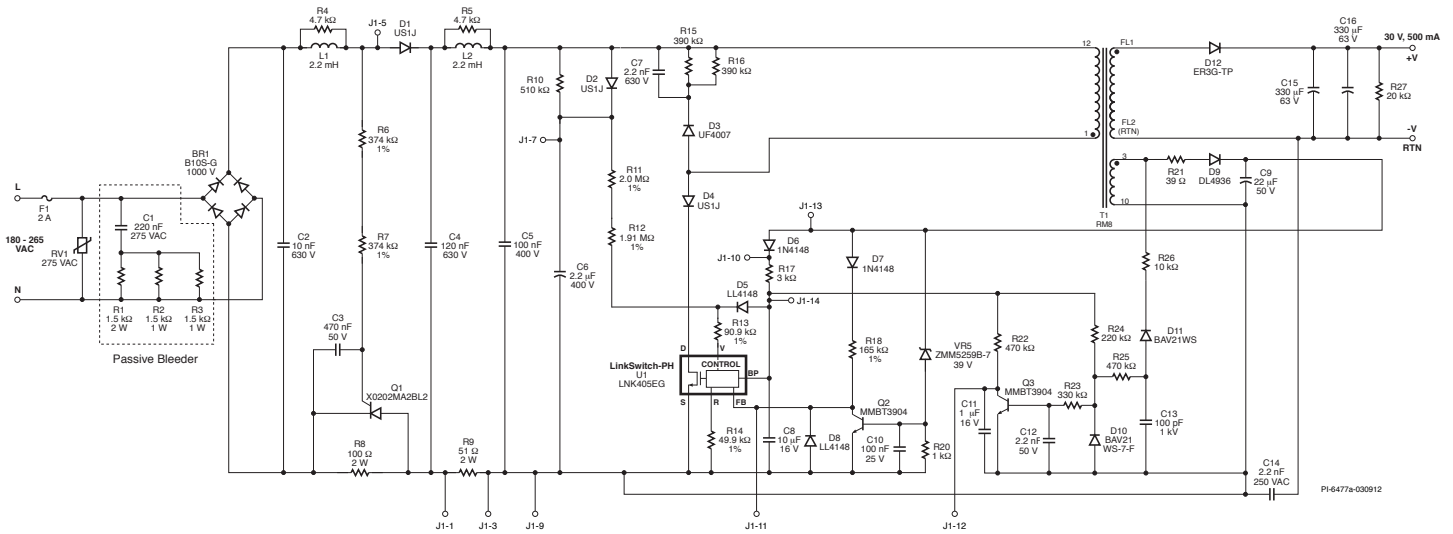 R4
4.7 kΩ
L1
2.2 mH
J1-5
D1
US1J
R5
4.7 kΩ
L2
2.2 mH
R10
510 kΩ
D2
US1J
C7
2.2 nF
630 V
R15
390 kΩ
R16
390 kΩ
12
1
FL1
FL2
(RTN)
D12
ER3G-TP
C15
330 µF
63 V
C16
330 µF
63 V
R27
20 kΩ
30 V, 500 mA
+V
-V
RTN
J1-7
D3
UF4007
R6
374 kΩ
1%
BR1
B10S-G
1000 V
L
F1
2 A
180 - 265
VAC
RV1
275 VAC
N
C1
220 nF
275 VAC
R1
1.5 kΩ
2 W
R2
1.5 kΩ
1 W
R3
1.5 kΩ
1 W
Passive Bleeder
C2
10 nF
630 V
R7
374 kΩ
1%
C3
470 nF
50 V
Q1
X0202MA2BL2
R8
100 Ω
2 W
C4
120 nF
630 V
R9
51 Ω
2 W
C5
100 nF
400 V
C6
2.2 µF
400 V
R11
2.0 MΩ
1%
R12
1.91 MΩ
1%
D4
US1J
3
10
R21
39 Ω
D9
DL4936
C9
22 µF
50 V
T1
RM8
J1-13
D6
1N4148
J1-10
R17
3 kΩ
D5
LL4148
J1-14
D7
1N4148
R13
90.9 kΩ
1%
LinkSwitch-PH
U1
LNK405EG
D
V
CONTROL
BP
S
R
FB
R14
49.9 kΩ
1%
C8
10 µF
16 V
D8
LL4148
R18
165 kΩ
1%
Q2
MMBT3904
C10
100 nF
25 V
VR5
ZMM5259B-7
39 V
R20
1 kΩ
R22
470 kΩ
C11
1 µF
16 V
Q3
MMBT3904
C12
2.2 nF
50 V
R23
330 kΩ
R24
220 kΩ
R25
470 kΩ
D10
BAV21
WS-7-F
R26
10 kΩ
D11
BAV21WS
C13
100 pF
1 kV
C14
2.2 nF
250 VAC
PI-6477a-030912
J1-1
J1-3
J1-9
J1-11
J1-12